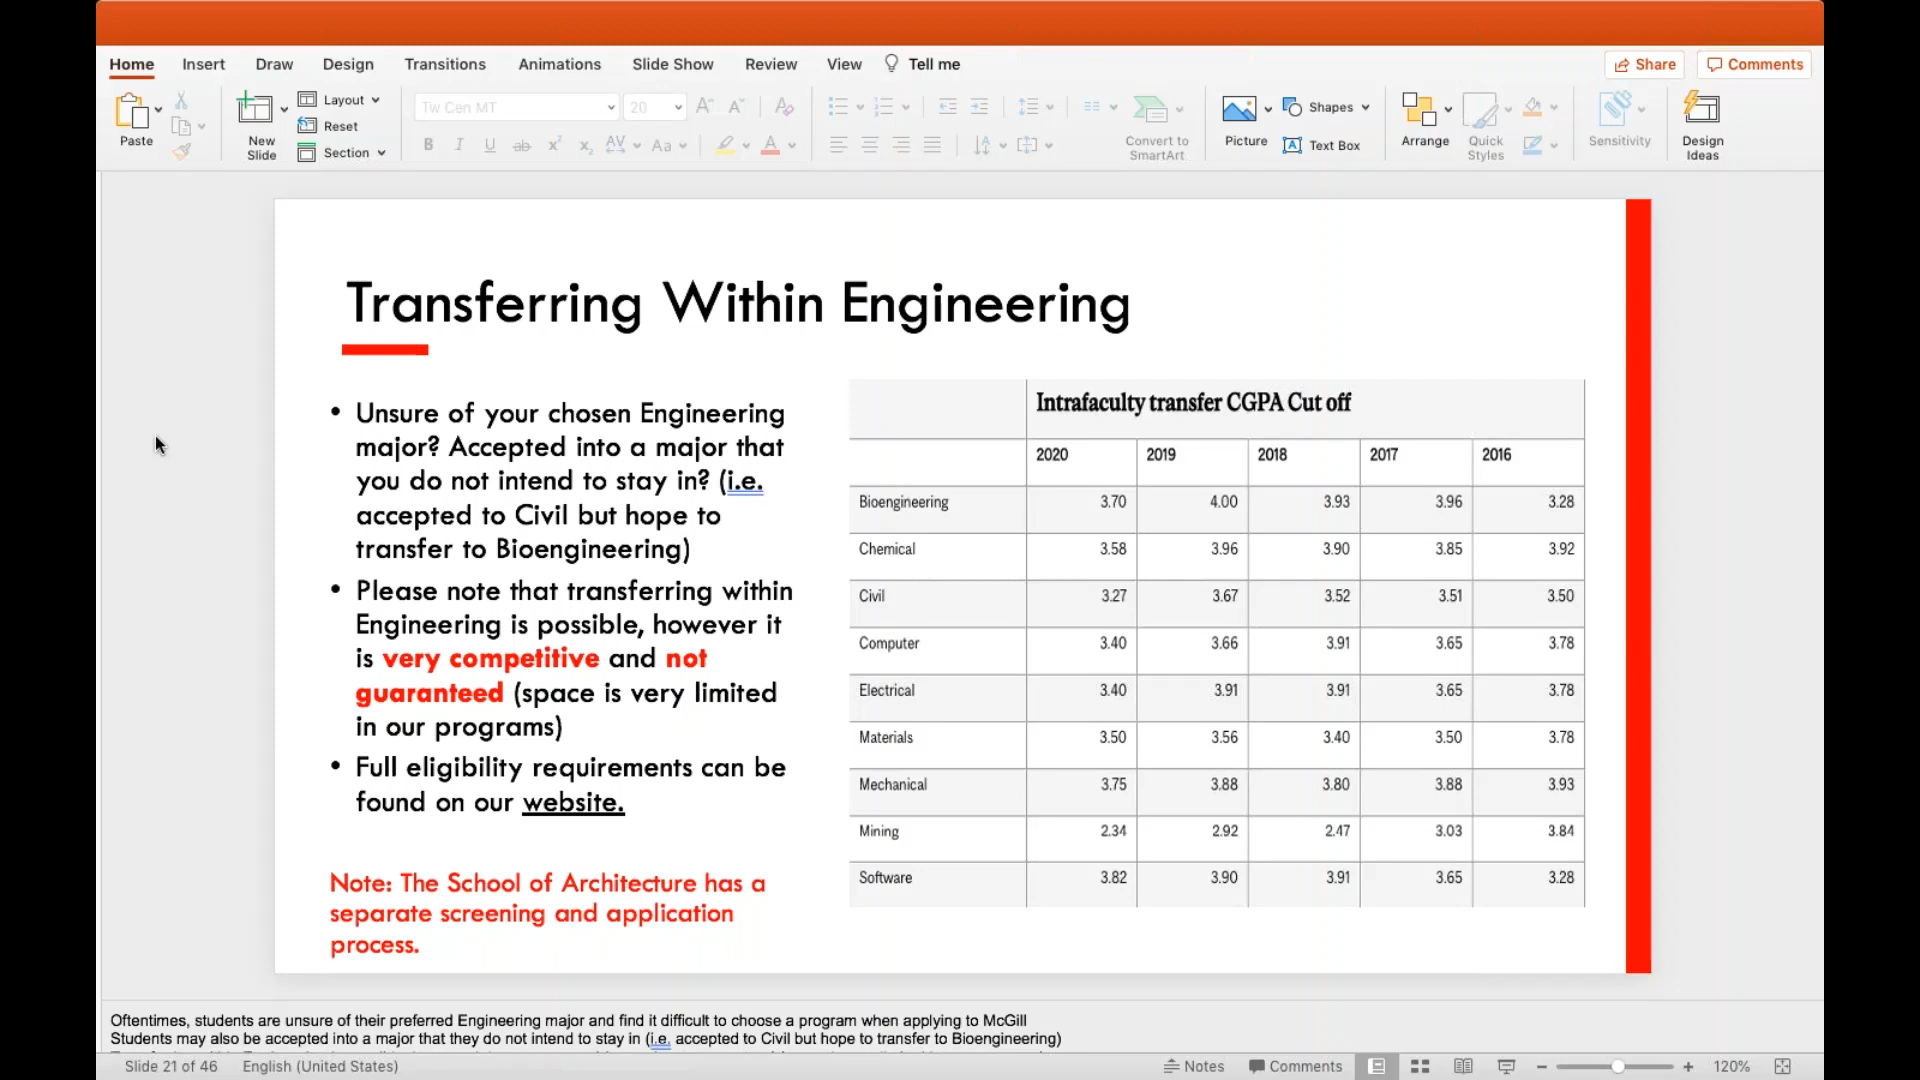 Home Insert Draw Design Transitions Animations Slide Show Review View Tell me Share Comments
Paste
New Slide
Layout
Reset
Section
Tw Cen MT 20
Convert to SmartArt
Picture
Shapes
Text Box
Arrange
Quick Styles
Sensitivity
Design Ideas
Transferring Within Engineering
• Unsure of your chosen Engineering
major? Accepted into a major that
you do not intend to stay in? (i.e.
accepted to Civil but hope to
transfer to Bioengineering)
• Please note that transferring within
Engineering is possible, however it
is very competitive and not
guaranteed (space is very limited
in our programs)
• Full eligibility requirements can be
found on our website.
Note: The School of Architecture has a
separate screening and application
process.
Intrafaculty transfer CGPA Cut off
2020 2019 2018 2017 2016
Bioengineering 3.70 4.00 3.93 3.96 3.28
Chemical 3.58 3.96 3.90 3.85 3.92
Civil 3.27 3.67 3.52 3.51 3.50
Computer 3.40 3.66 3.91 3.65 3.78
Electrical 3.40 3.91 3.91 3.65 3.78
Materials 3.50 3.56 3.40 3.50 3.78
Mechanical 3.75 3.88 3.80 3.88 3.93
Mining 2.34 2.92 2.47 3.03 3.84
Software 3.82 3.90 3.91 3.65 3.28
Oftentimes, students are unsure of their preferred Engineering major and find it difficult to choose a program when applying to McGill
Students may also be accepted into a major that they do not intend to stay in (i.e. accepted to Civil but hope to transfer to Bioengineering)
Slide 21 of 46 English (United States) Notes Comments 120%